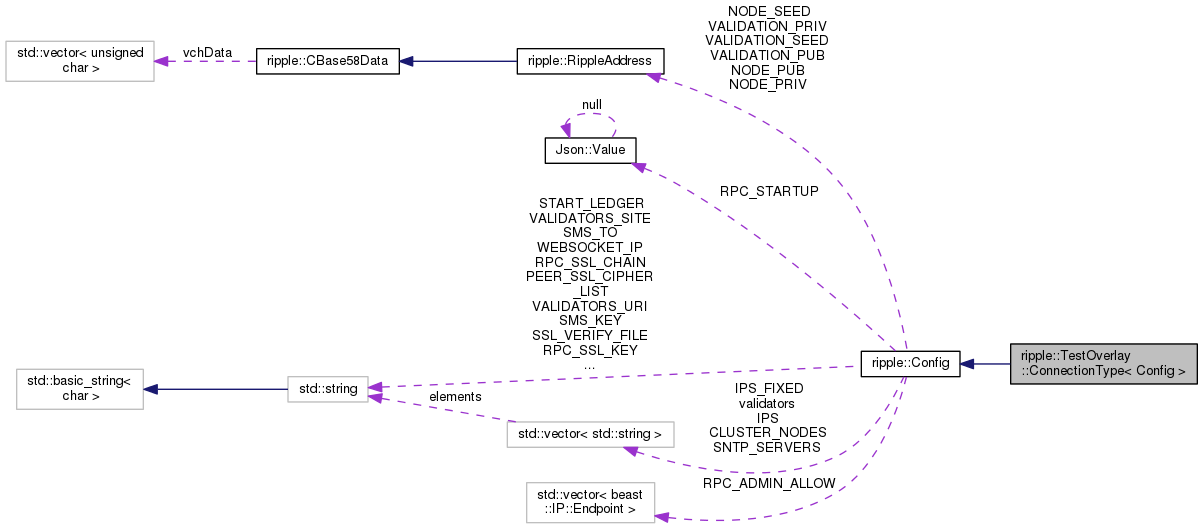 NODE_SEED
VALIDATION_PRIV
VALIDATION_SEED
VALIDATION_PUB
NODE_PUB
NODE_PRIV
std::vector< unsigned
char >
vchData
ripple::CBase58Data
ripple::RippleAddress
null
Json::Value
RPC_STARTUP
START_LEDGER
VALIDATORS_SITE
SMS_TO
WEBSOCKET_IP
RPC_SSL_CHAIN
PEER_SSL_CIPHER
_LIST
VALIDATORS_URI
SMS_KEY
SSL_VERIFY_FILE
RPC_SSL_KEY
...
ripple::Config
ripple::TestOverlay
::ConnectionType< Config >
std::basic_string<
char >
std::string
elements
IPS_FIXED
validators
IPS
CLUSTER_NODES
SNTP_SERVERS
std::vector< std::string >
RPC_ADMIN_ALLOW
std::vector< beast
::IP::Endpoint >